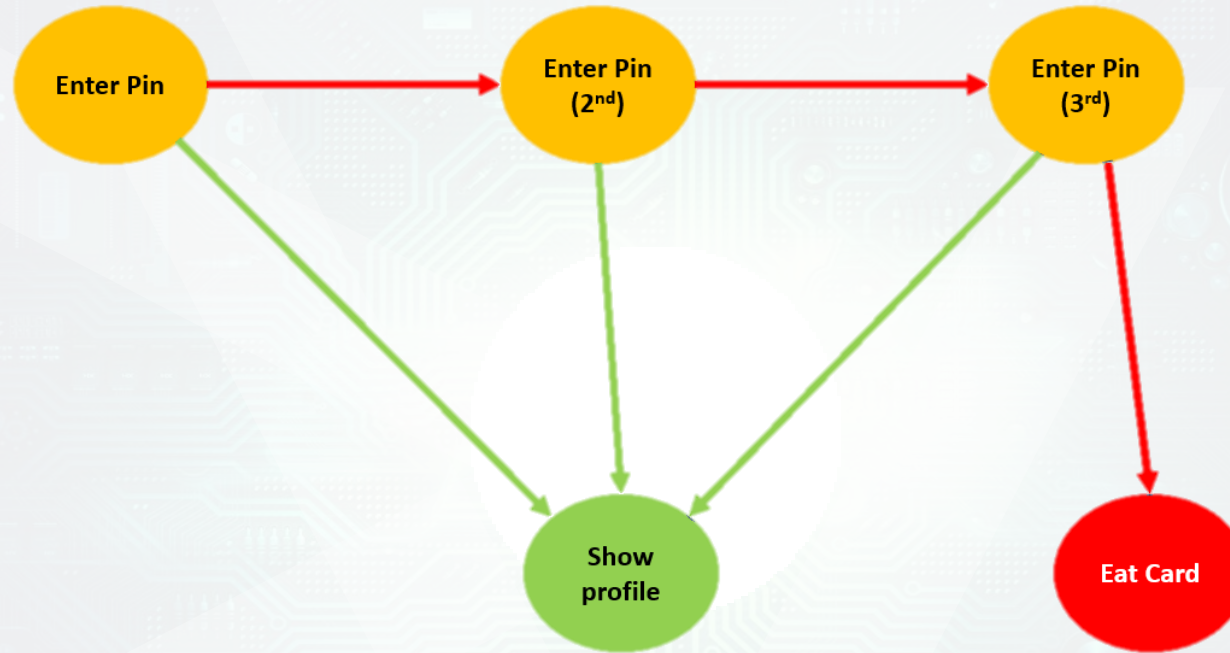 Enter Pin
Enter Pin
(2nd)
Enter Pin
(3rd)
Show
profile
Eat Card